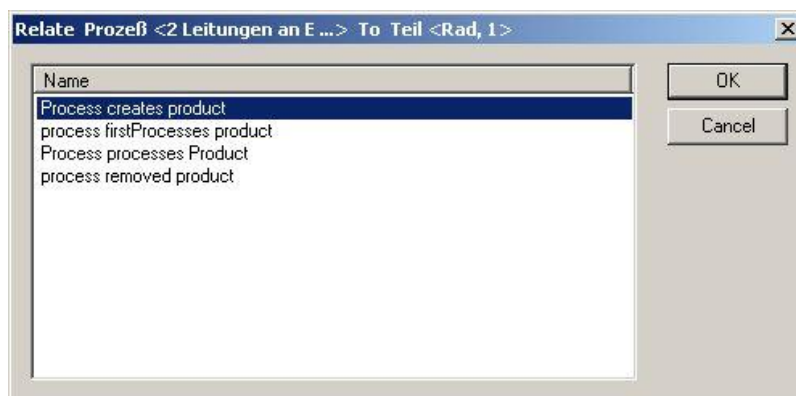 Relate Prozeß <2 Leitungen an E ...> To Teil <Rad, 1>
Name
OK
Process creates product
process firstProcesses product
Cancel
Process processes Product
process removed product